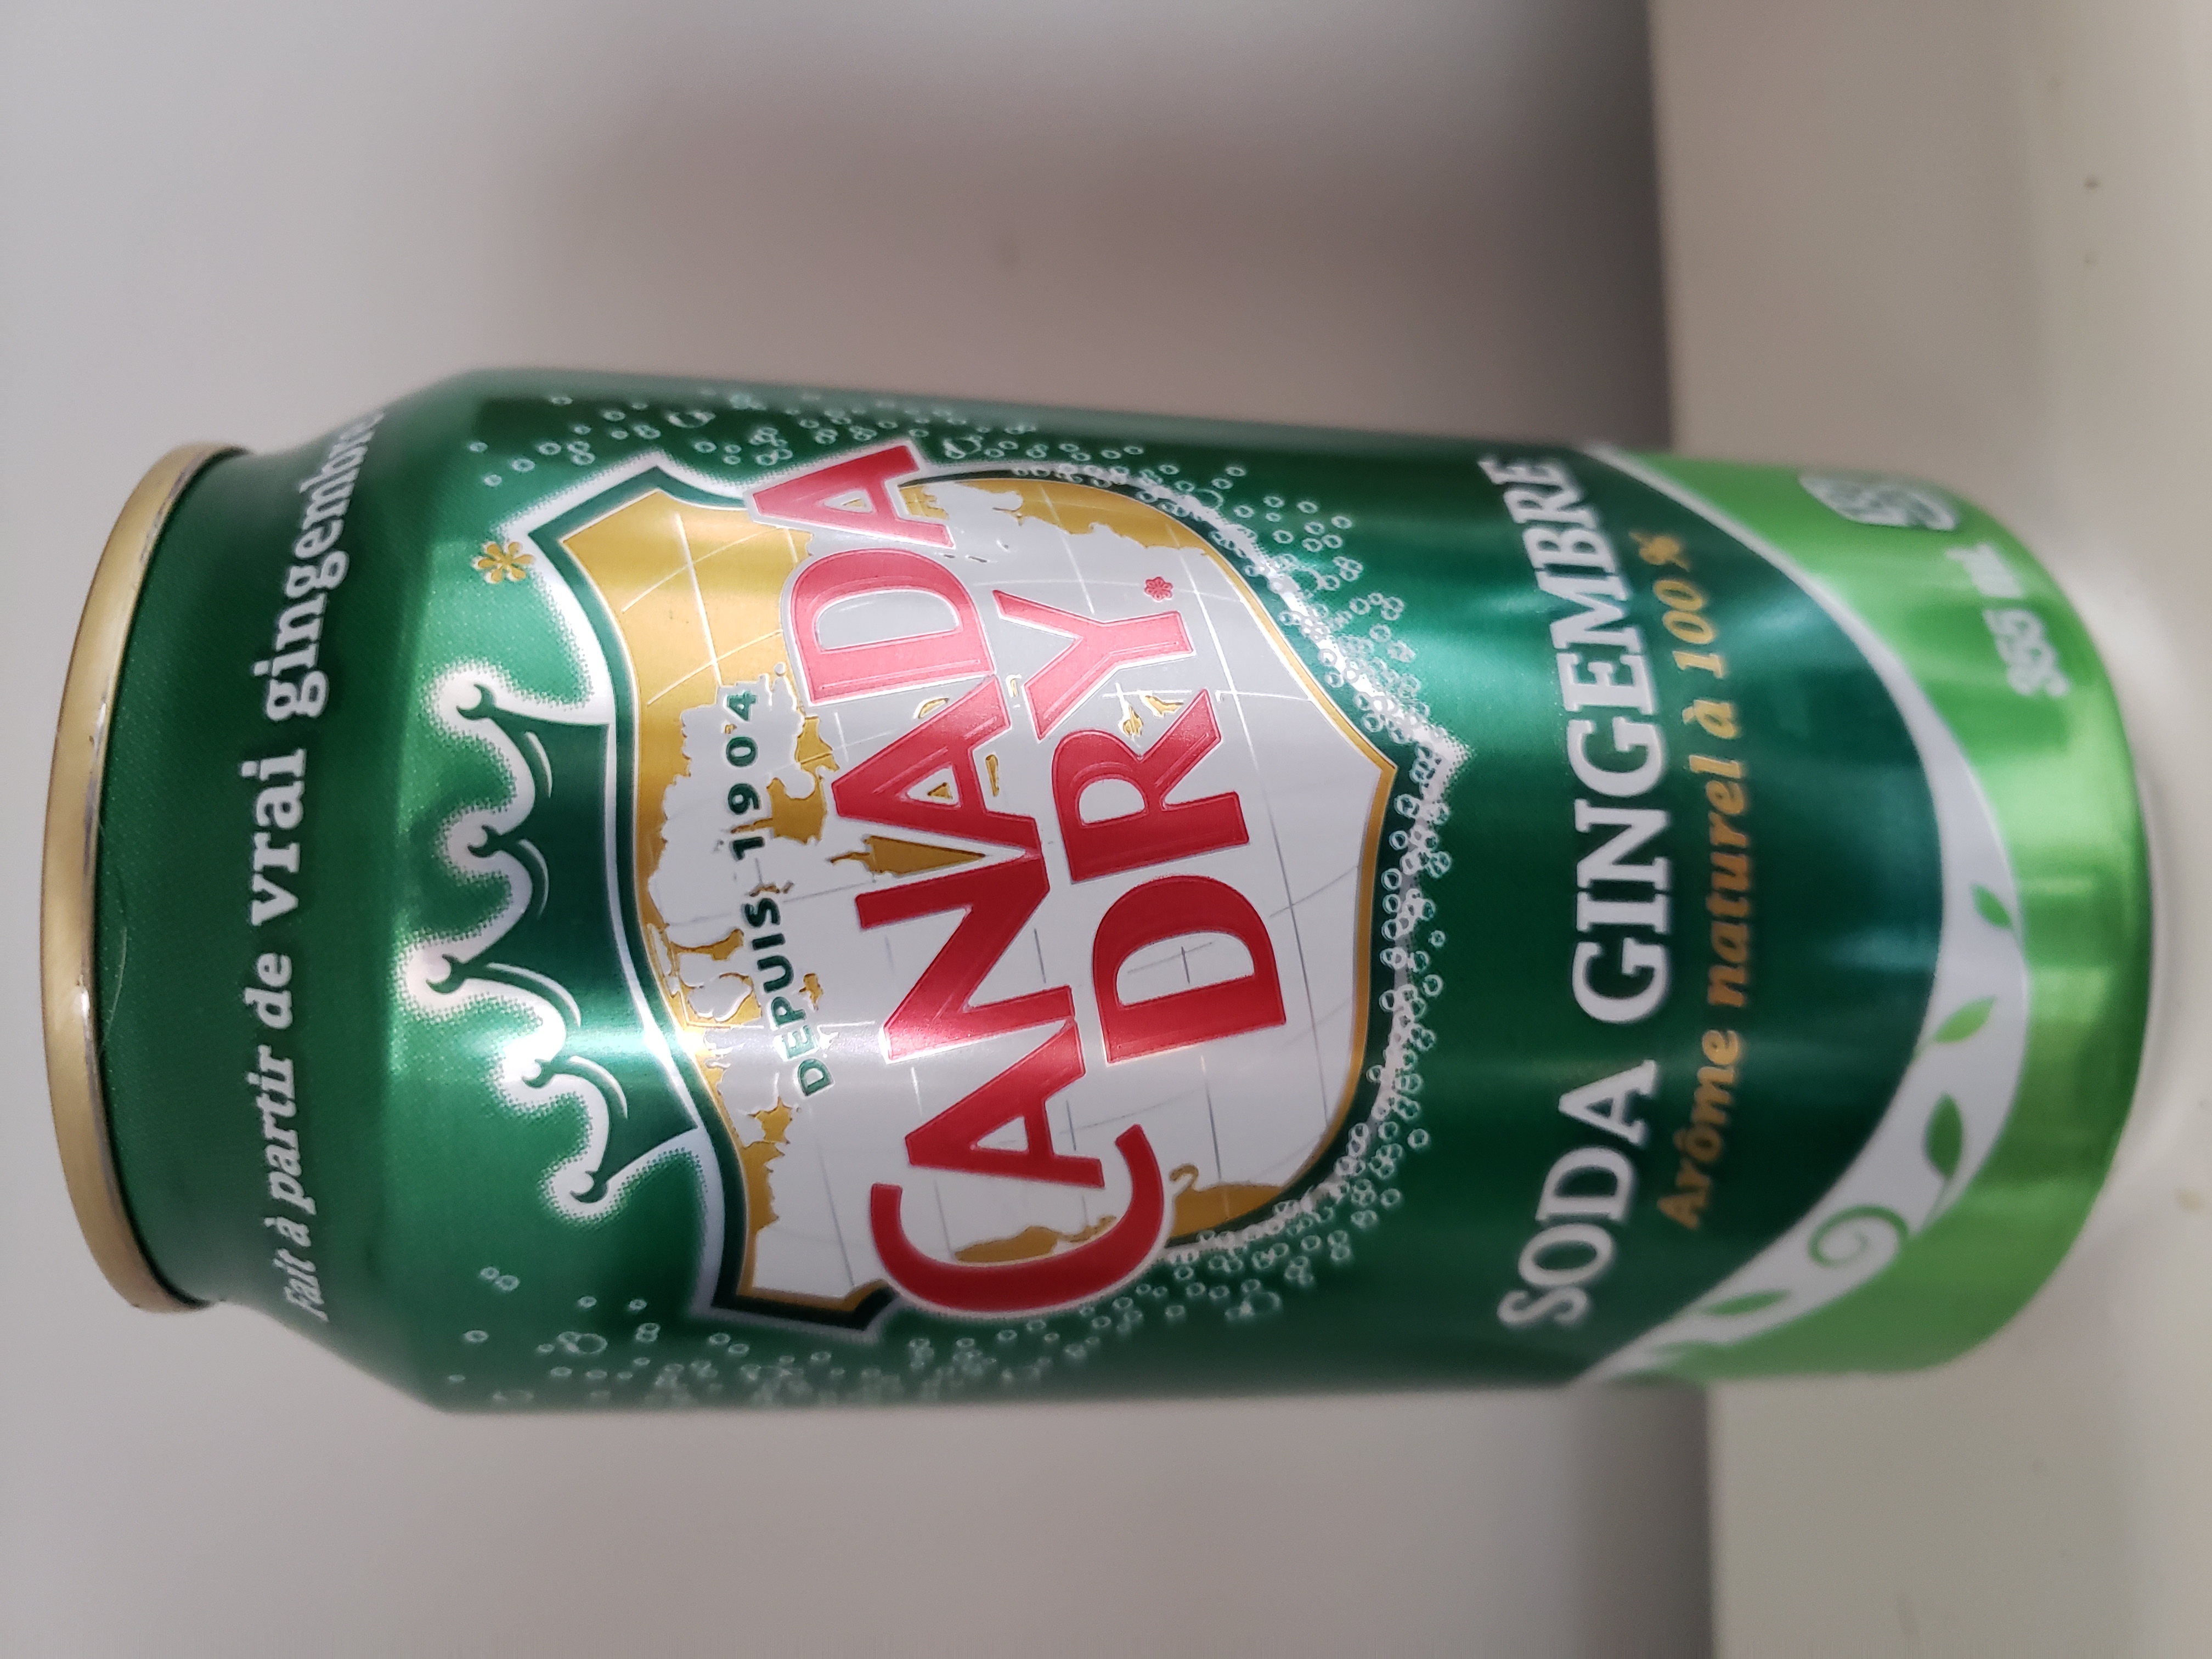 Fait à partir de vrai gingembre
DEPUIS 1904
CANADA
DRY
SODA GINGEMBRE
Arôme naturel à 100 %
355 mL